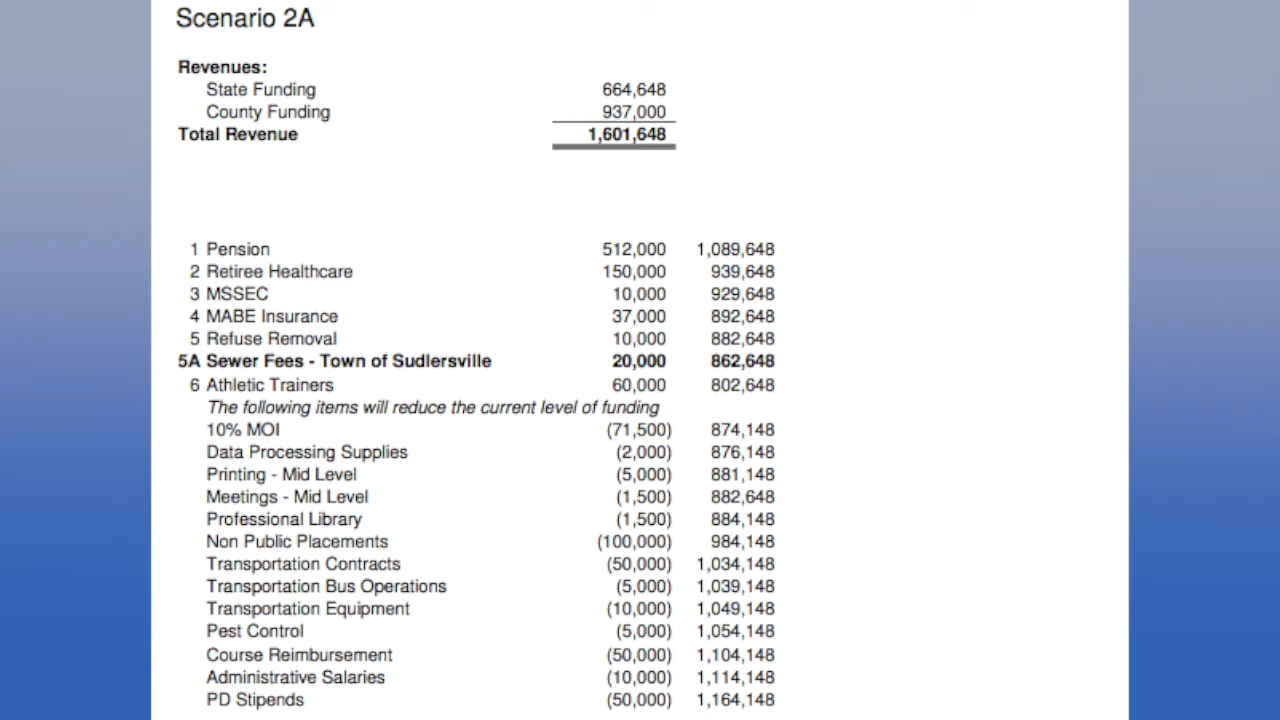 Scenario 2A
Revenues:
State Funding 664,648
County Funding 937,000
Total Revenue 1,601,648
1 Pension 512,000 1,089,648
2 Retiree Healthcare 150,000 939,648
3 MSSEC 10,000 929,648
4 MABE Insurance 37,000 892,648
5 Refuse Removal 10,000 882,648
5A Sewer Fees - Town of Sudlersville 20,000 862,648
6 Athletic Trainers 60,000 802,648
The following items will reduce the current level of funding
10% MOI (71,500) 874,148
Data Processing Supplies (2,000) 876,148
Printing - Mid Level (5,000) 881,148
Meetings - Mid Level (1,500) 882,648
Professional Library (1,500) 884,148
Non Public Placements (100,000) 984,148
Transportation Contracts (50,000) 1,034,148
Transportation Bus Operations (5,000) 1,039,148
Transportation Equipment (10,000) 1,049,148
Pest Control (5,000) 1,054,148
Course Reimbursement (50,000) 1,104,148
Administrative Salaries (10,000) 1,114,148
PD Stipends (50,000) 1,164,148